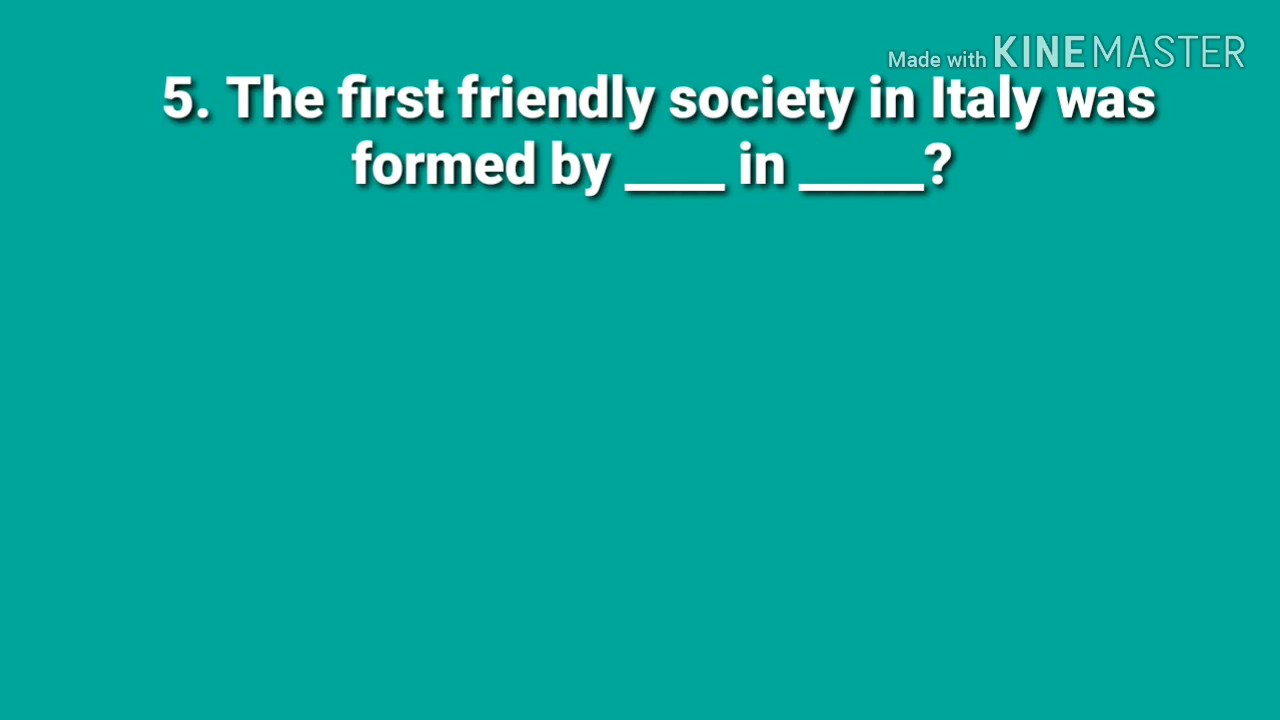 Made with KINEMASTER
5. The first friendly society in Italy was
formed by ____ in _____?